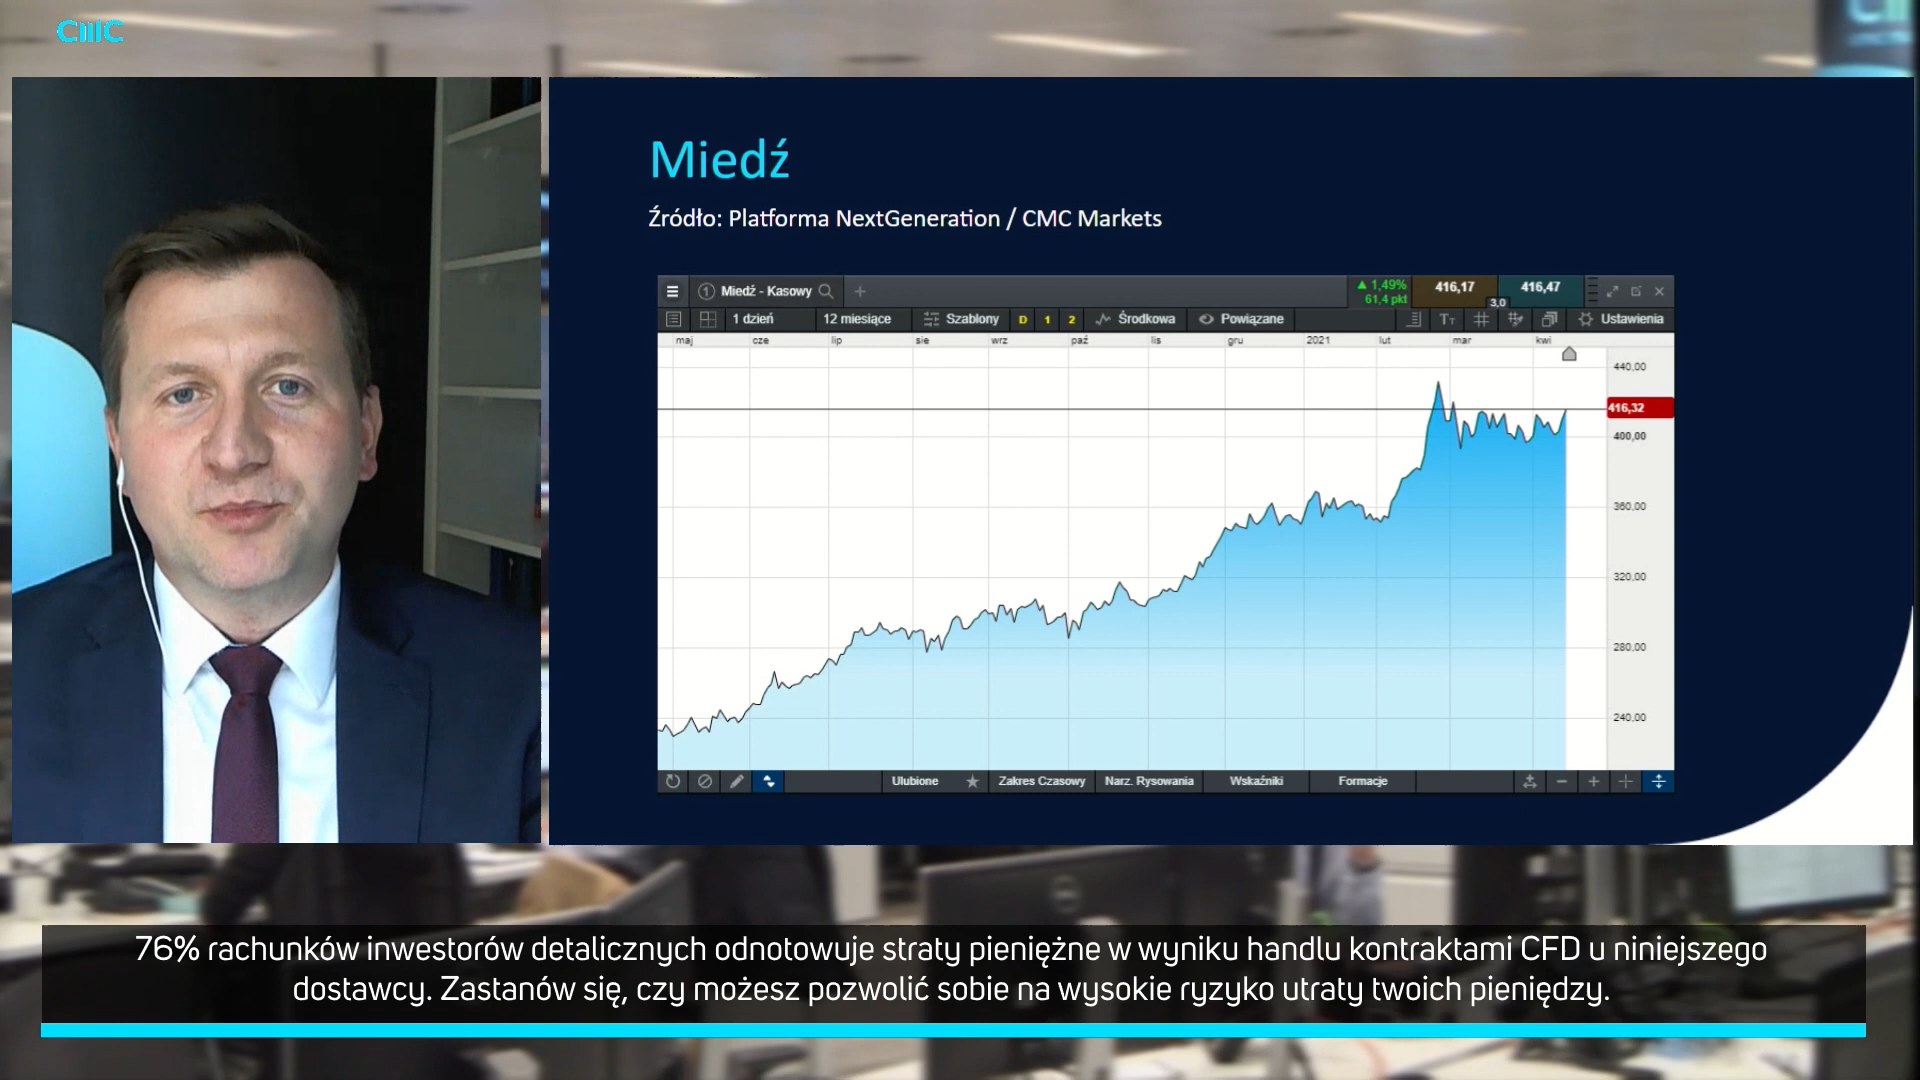 CMC
Miedź
Źródło: Platforma NextGeneration / CMC Markets
1 Miedź - Kasowy
1,49%
61,4 pkt
416,17
3,0
416,47
1 dzień
12 miesiące
Szablony
D
1
2
Środkowa
Powiązane
Ustawienia
maj cze lip sie wrz paź lis gru 2021 lut mar kwi
440,00
416,32
400,00
360,00
320,00
280,00
240,00
Ulubione
Zakres Czasowy
Narz. Rysowania
Wskaźniki
Formacje
76% rachunków inwestorów detalicznych odnotowuje straty pieniężne w wyniku handlu kontraktami CFD u niniejszego
dostawcy. Zastanów się, czy możesz pozwolić sobie na wysokie ryzyko utraty twoich pieniędzy.